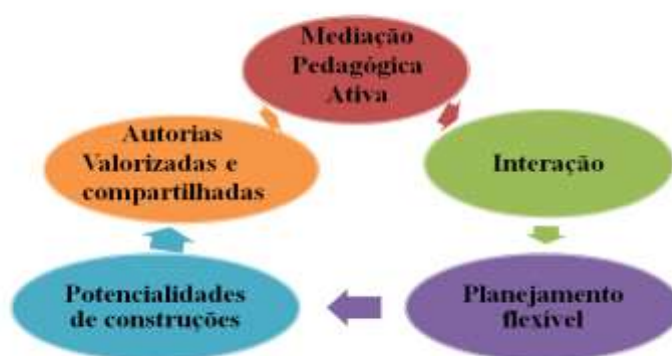 Mediação
Pedagógica
Ativa
Autorias
Valorizadas e
compartilhadas
Interação
Potencialidades
de construções
Planejamento
flexível